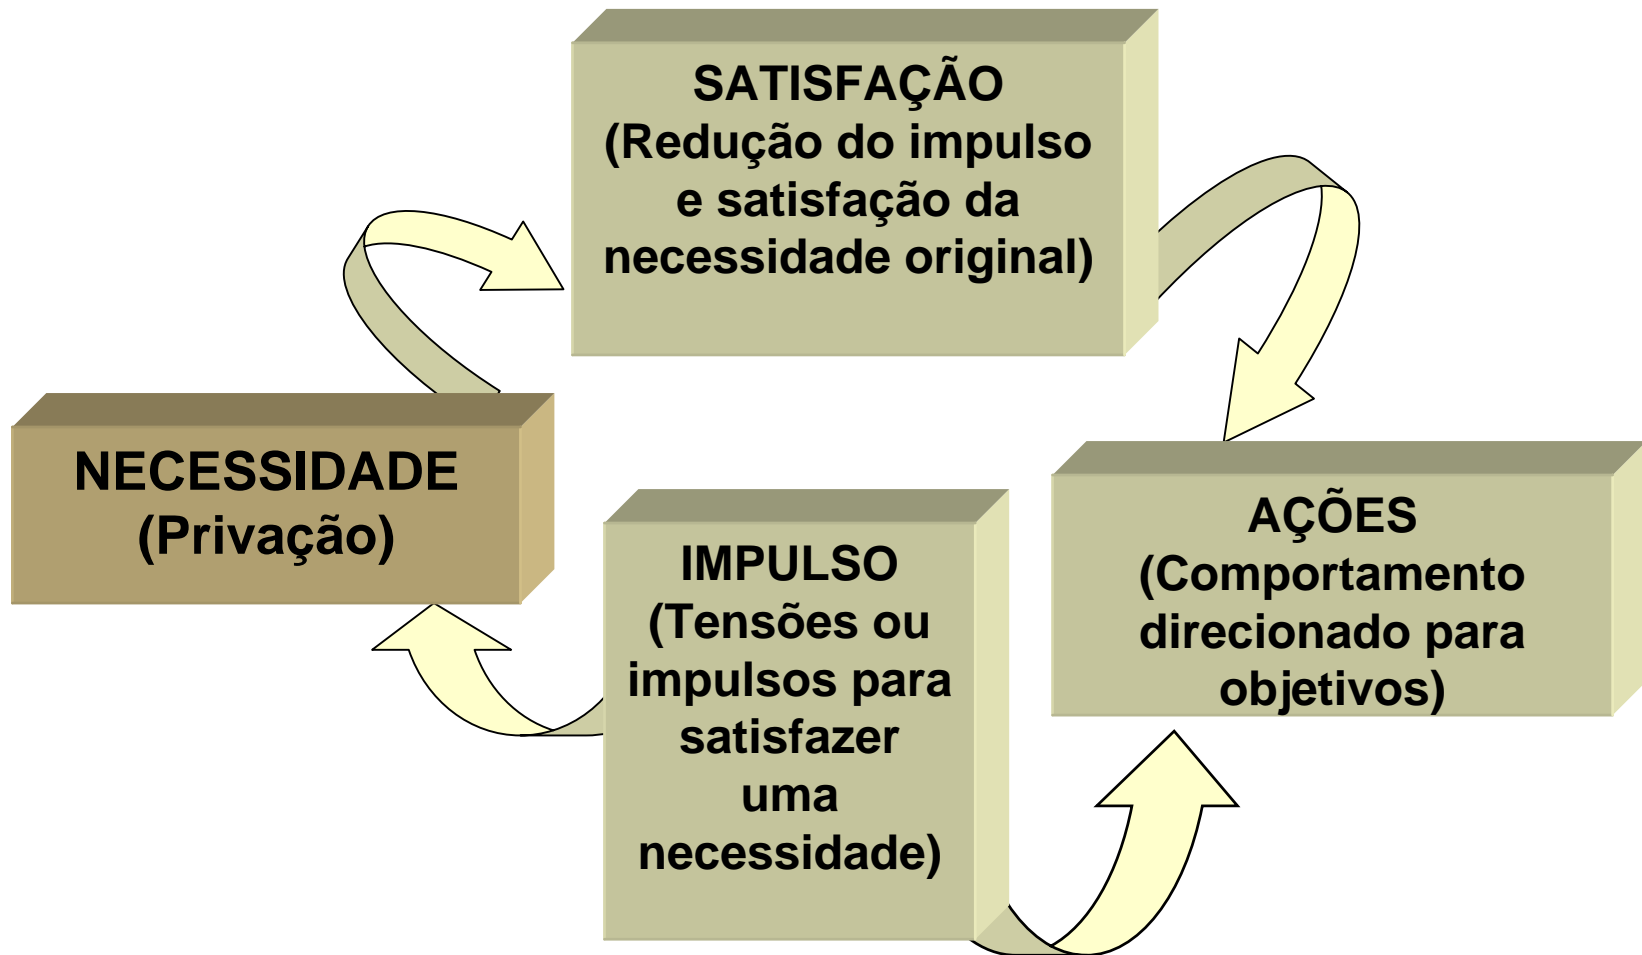 SATISFAÇÃO
(Redução do impulso
e satisfação da
necessidade original)
NECESSIDADE
(Privação)
IMPULSO
(Tensões ou
impulsos para
satisfazer
uma
necessidade)
AÇÕES
(Comportamento
direcionado para
objetivos)